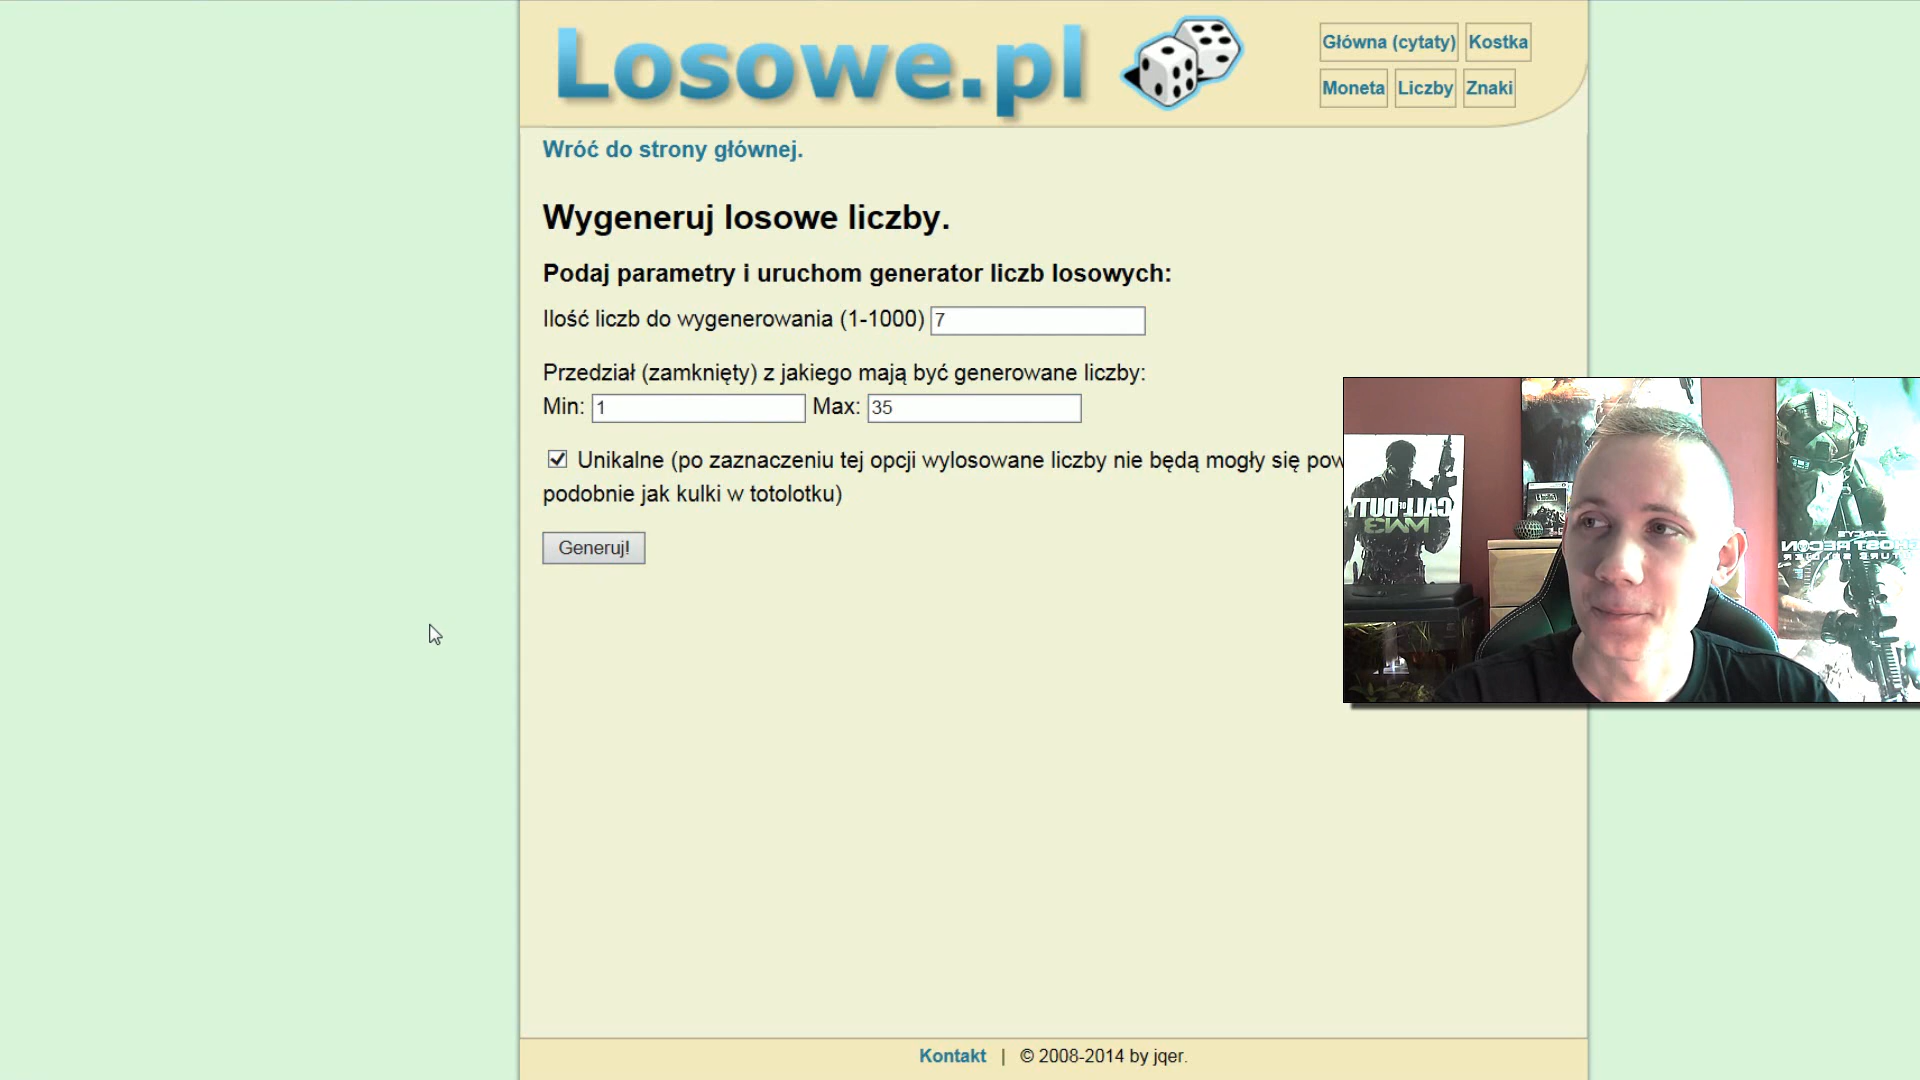 Losowe.pl
Główna (cytaty) Kostka
Moneta Liczby Znaki
Wróć do strony głównej.
Wygeneruj losowe liczby.
Podaj parametry i uruchom generator liczb losowych:
Ilość liczb do wygenerowania (1-1000) 7
Przedział (zamknięty) z jakiego mają być generowane liczby:
Min: 1 Max: 35
Unikalne (po zaznaczeniu tej opcji wylosowane liczby nie będą mogły się pow
podobnie jak kulki w totolotku)
Generuj!
CALL OF DUTY
MW3
GHOST RECON
Kontakt | © 2008-2014 by jqer.